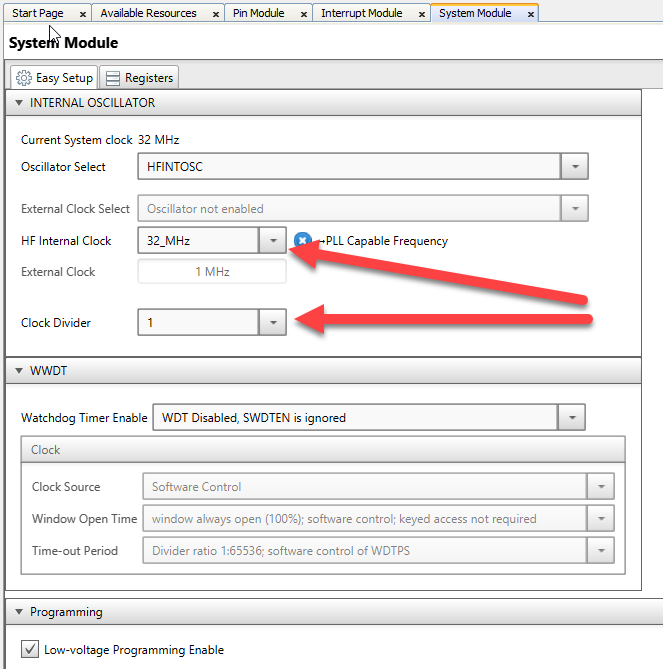 Start Page × Available Resources × Pin Module × Interrupt Module × System Module ×
System Module
Easy Setup Registers
INTERNAL OSCILLATOR
Current System clock 32 MHz
Oscillator Select HFINTOSC
External Clock Select Oscillator not enabled
HF Internal Clock 32_MHz →PLL Capable Frequency
External Clock 1 MHz
Clock Divider 1
WWDT
Watchdog Timer Enable WDT Disabled, SWDTEN is ignored
Clock
Clock Source Software Control
Window Open Time window always open (100%); software control; keyed access not required
Time-out Period Divider ratio 1:65536; software control of WDTPS
Programming
Low-voltage Programming Enable